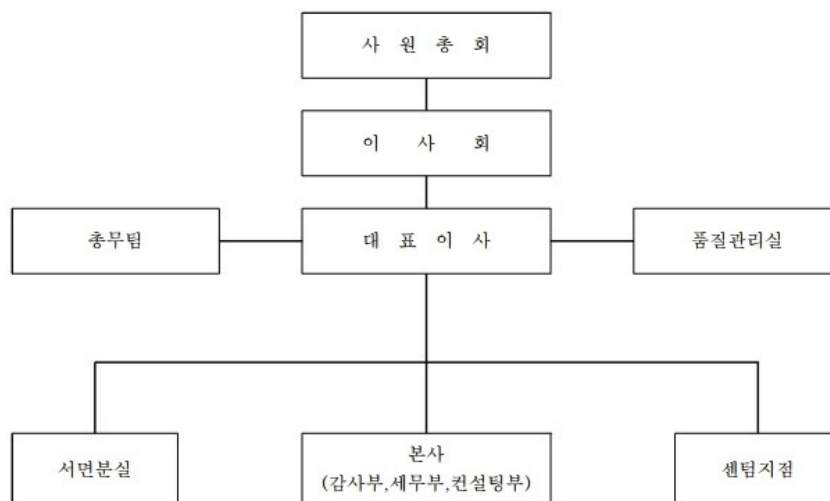 사 원 총 회
이 사 회
총무팀
대 표 이 사
품질관리실
서면분실
본사
(감사부,세무부,컨설팅부)
센텀지점